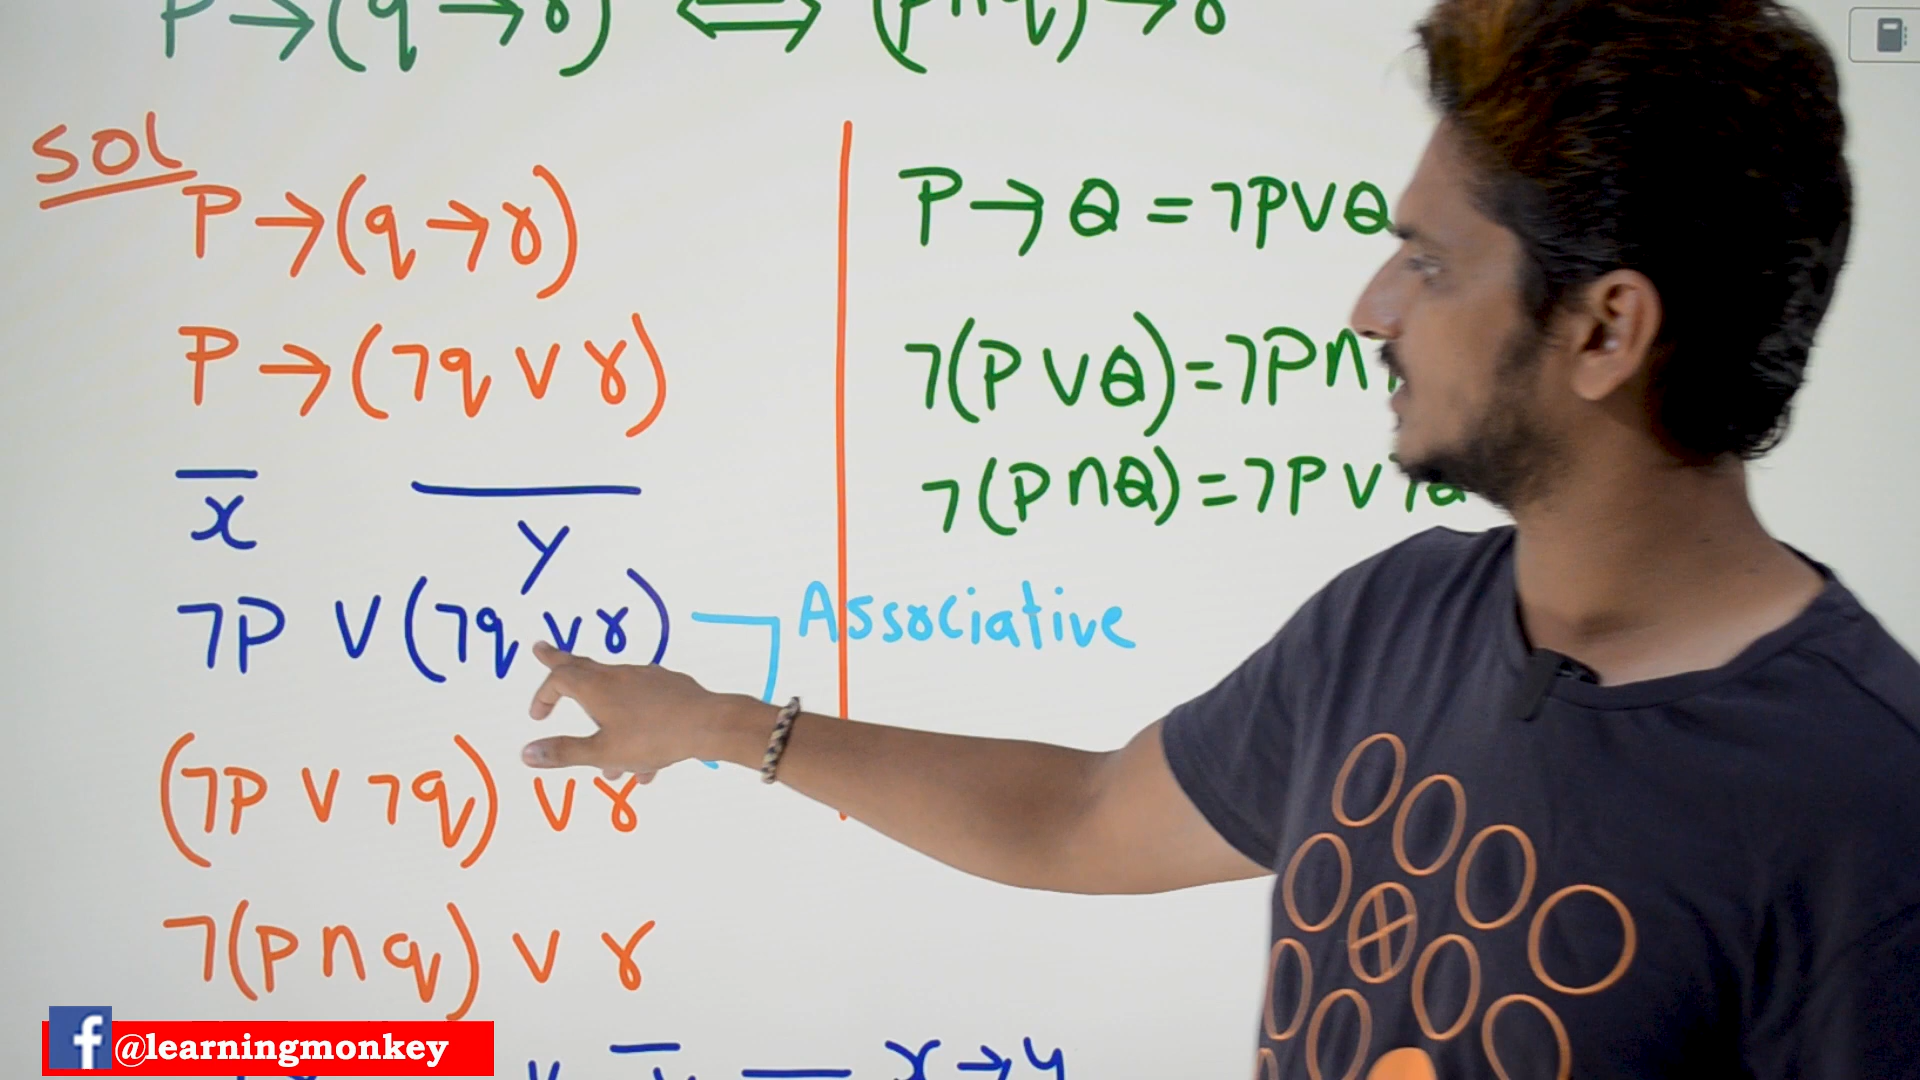 P → (q → r) ⟺ (p ∩ q) → r
SOL
P → (q → r)
P → (¬q ∨ r)
x y
¬P ∨ (¬q ∨ r)
(¬p ∨ ¬q) ∨ r
¬(p ∩ q) ∨ r
P → Q = ¬P ∨ Q
¬(P ∨ Q) = ¬P ∩
¬(P ∩ Q) = ¬P ∨ ¬Q
Associative
x → y
@learningmonkey